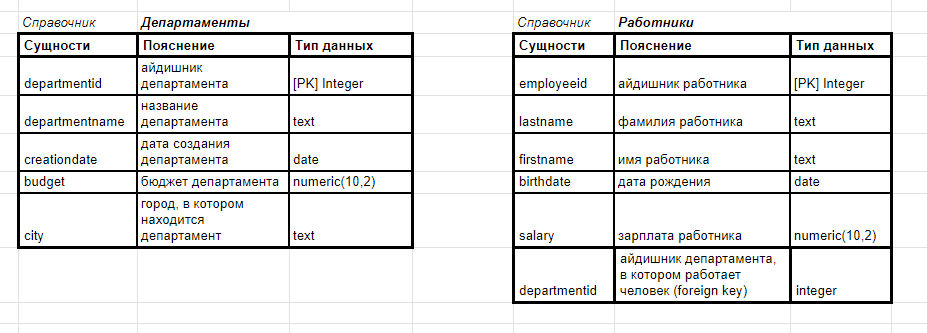 Справочник Департаменты
Сущности Пояснение Тип данных
айдишник
departmentid департамента [PK] Integer
название
departmentname департамента text
дата создания
creationdate департамента date
budget бюджет департамента numeric(10,2)
город, в котором
находится
city департамент text
Справочник Работники
Сущности Пояснение Тип данных
employeeid айдишник работника [PK] Integer
lastname фамилия работника text
firstname имя работника text
birthdate дата рождения date
salary зарплата работника numeric(10,2)
айдишник департамента,
в котором работает
departmentid человек (foreign key) integer